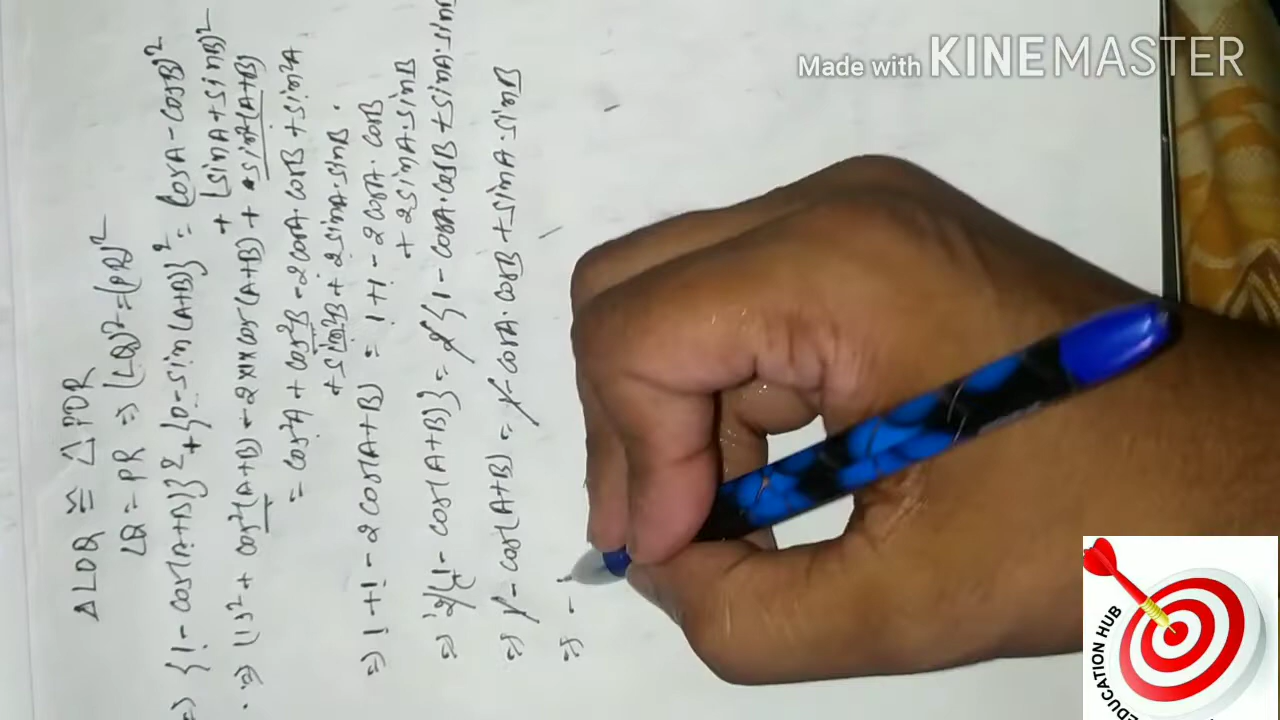 Made with KINEMASTER
△LOQ ≅ △POR
LQ = PR ⇒ (LQ)² = (PR)²
⇒ {1 - cos(A+B)}² + {0 - sin(A+B)}² = (cosA - cosB)²
+ (sinA + sinB)²
⇒ (1)² + cos²(A+B) - 2×1×cos(A+B) + sin²(A+B)
= cos²A + cos²B - 2cosA cosB + sin²A
+ sin²B + 2sinA·sinB
⇒ 1 + 1 - 2cos(A+B) = 1+1 - 2cosA·cosB
+ 2sinA·sinB
⇒ 2{1 - cos(A+B)} = 2{1 - cosA·cosB + sinA·sin
⇒ 1 - cos(A+B) = 1 - cosA·cosB + sinA·sinB
⇒ -
EDUCATION HUB